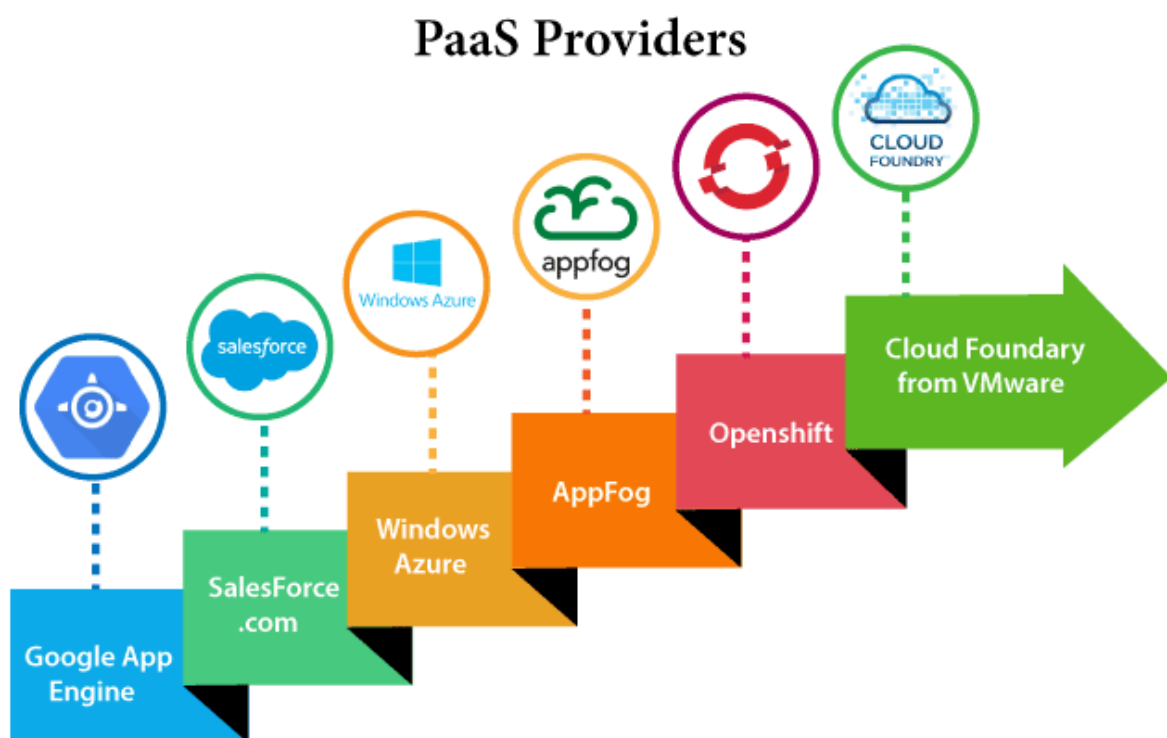 PaaS Providers
CLOUD
FOUNDRY
appfog
Windows Azure
salesforce
Cloud Foundary
from VMware
Openshift
AppFog
Windows
Azure
SalesForce
.com
Google App
Engine